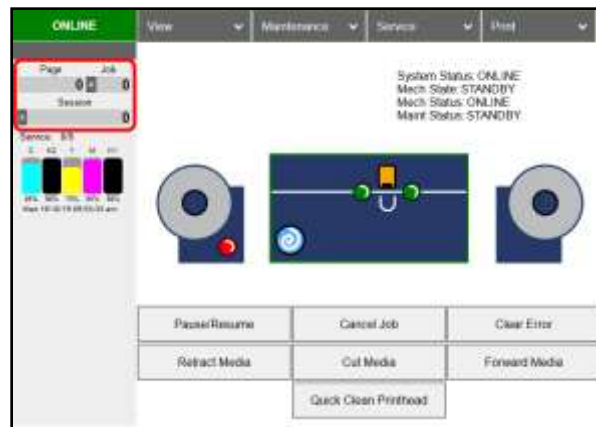 ONLINE View Maintenance Service Print
Page Job
0 0
Session
0
System Status: ONLINE
Mech State: STANDBY
Mech Status: ONLINE
Maint Status: STANDBY
Pause/Resume Cancel Job Clear Error
Retract Media Cut Media Forward Media
Quick Clean Printhead